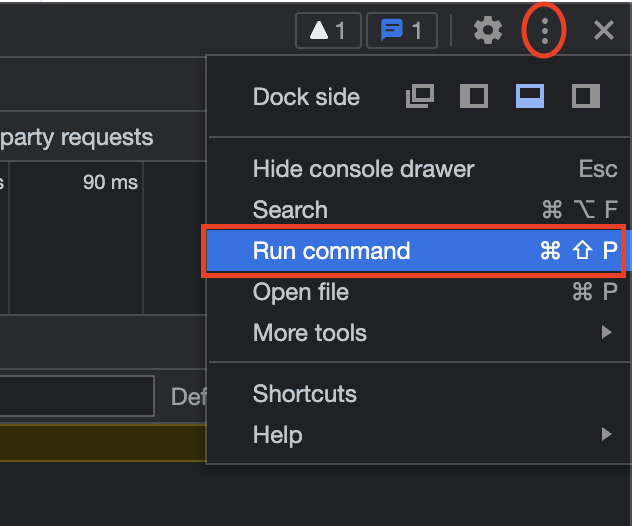 1 1
Dock side
party requests
Hide console drawer Esc
s 90 ms
Search ⌘ ⌥ F
Run command ⌘ ⇧ P
Open file ⌘ P
More tools
Shortcuts
Def
Help